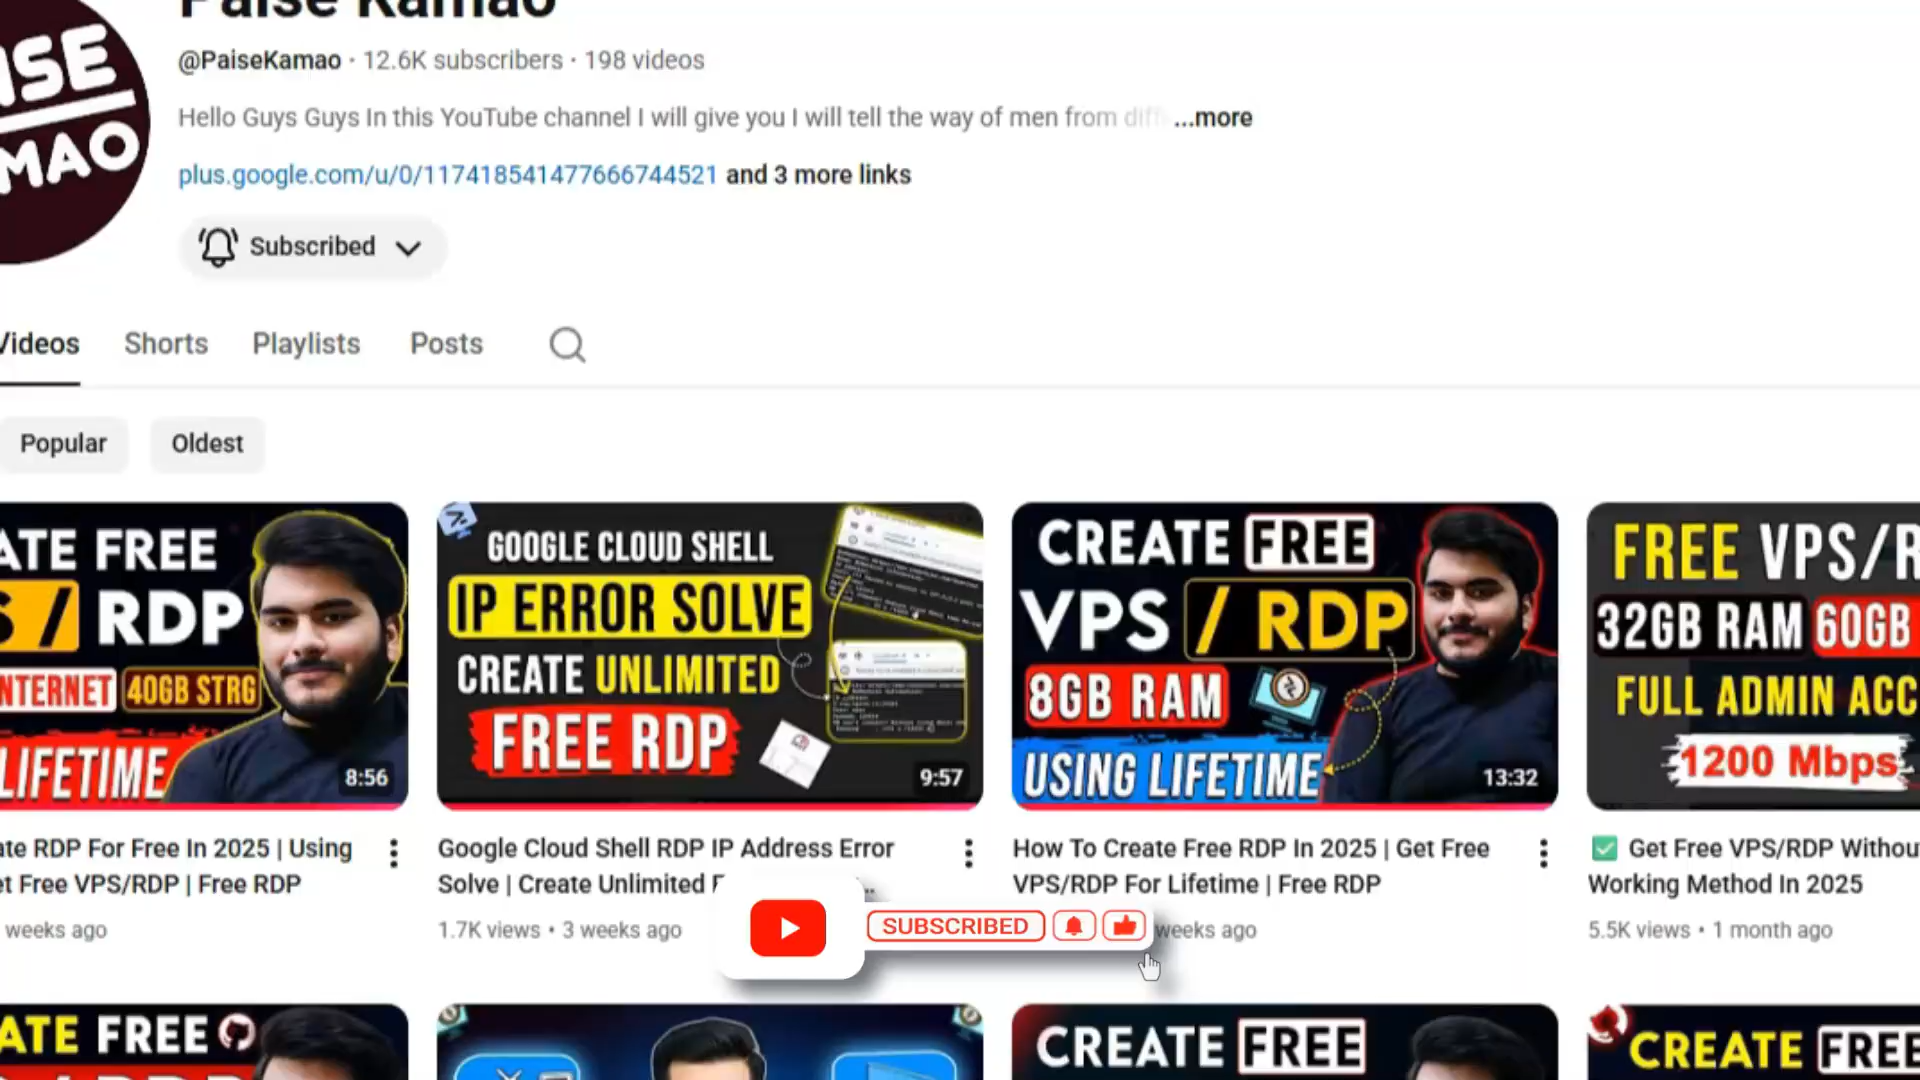 Paise Kamao
ISE
MAO
@PaiseKamao · 12.6K subscribers · 198 videos
Hello Guys Guys In this YouTube channel I will give you I will tell the way of men from diff ...more
plus.google.com/u/0/117418541477666744521 and 3 more links
Subscribed
Videos Shorts Playlists Posts
Popular Oldest
ATE FREE
S / RDP
NTERNET 40GB STRG
LIFETIME
8:56
GOOGLE CLOUD SHELL
IP ERROR SOLVE
CREATE UNLIMITED
FREE RDP
9:57
CREATE FREE
VPS / RDP
8GB RAM
USING LIFETIME
13:32
FREE VPS/R
32GB RAM 60GB
FULL ADMIN ACC
1200 Mbps
ate RDP For Free In 2025 | Using
et Free VPS/RDP | Free RDP
weeks ago
Google Cloud Shell RDP IP Address Error
Solve | Create Unlimited F...
1.7K views • 3 weeks ago
How To Create Free RDP In 2025 | Get Free
VPS/RDP For Lifetime | Free RDP
weeks ago
✅ Get Free VPS/RDP Withou
Working Method In 2025
5.5K views • 1 month ago
SUBSCRIBED
ATE FREE
CREATE FREE
CREATE FREE